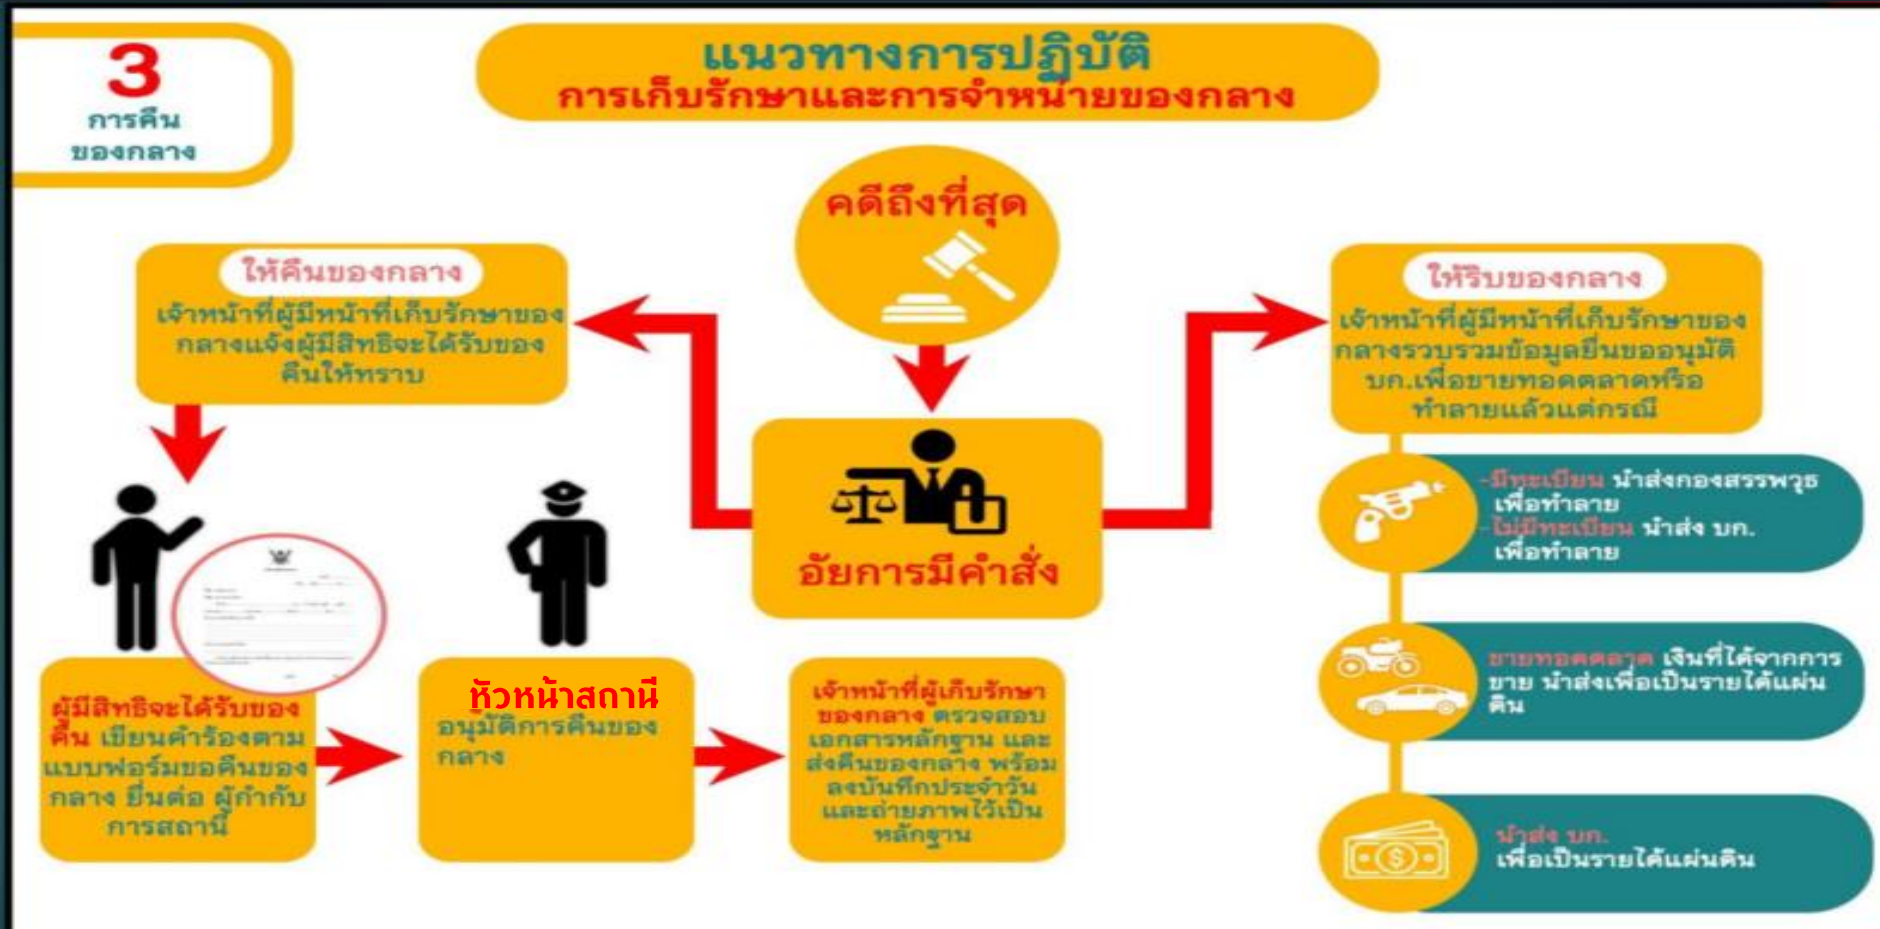 3
การคืน
ของกลาง
แนวทางการปฏิบัติ
การเก็บรักษาและการจำหน่ายของกลาง
คดีถึงที่สุด
ให้คืนของกลาง
เจ้าหน้าที่ผู้มีหน้าที่เก็บรักษาของ
กลางแจ้งผู้มีสิทธิจะได้รับของ
คืนให้ทราบ
อัยการมีคำสั่ง
ให้ริบของกลาง
เจ้าหน้าที่ผู้มีหน้าที่เก็บรักษาของ
กลางรวบรวมข้อมูลยื่นขออนุมัติ
บก.เพื่อขายทอดตลาดหรือ
ทำลายแล้วแต่กรณี
-มีทะเบียน นำส่งกองสรรพวุธ
เพื่อทำลาย
-ไม่มีทะเบียน นำส่ง บก.
เพื่อทำลาย
ขายทอดตลาด เงินที่ได้จากการ
ขาย นำส่งเพื่อเป็นรายได้แผ่น
ดิน
นำส่ง บก.
เพื่อเป็นรายได้แผ่นดิน
ผู้มีสิทธิจะได้รับของ
คืน เขียนคำร้องตาม
แบบฟอร์มขอคืนของ
กลาง ยื่นต่อ ผู้กำกับ
การสถานี
หัวหน้าสถานี
อนุมัติการคืนของ
กลาง
เจ้าหน้าที่ผู้เก็บรักษา
ของกลาง ตรวจสอบ
เอกสารหลักฐาน และ
ส่งคืนของกลาง พร้อม
ลงบันทึกประจำวัน
และถ่ายภาพไว้เป็น
หลักฐาน